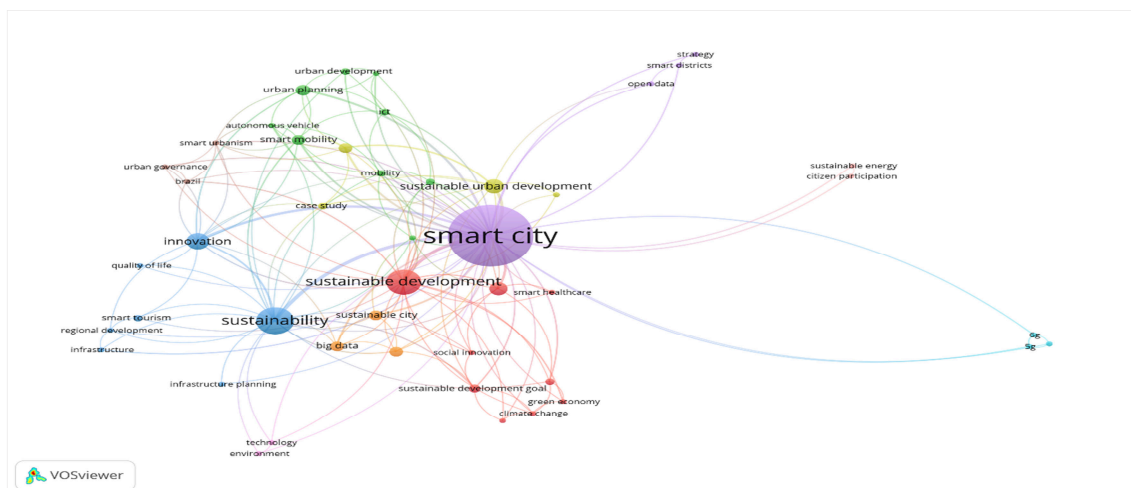 strategy
smart districts
open data
urban development
urban planning
ict
autonomous vehicle
smart mobility
smart urbanism
urban governance
mobility
brazil
sustainable energy
citizen participation
sustainable urban development
case study
smart city
innovation
quality of life
sustainable development
smart healthcare
smart tourism
sustainable city
sustainability
regional development
6g
5g
big data
infrastructure
social innovation
infrastructure planning
sustainable development goal
green economy
climate change
technology
environment
VOSviewer